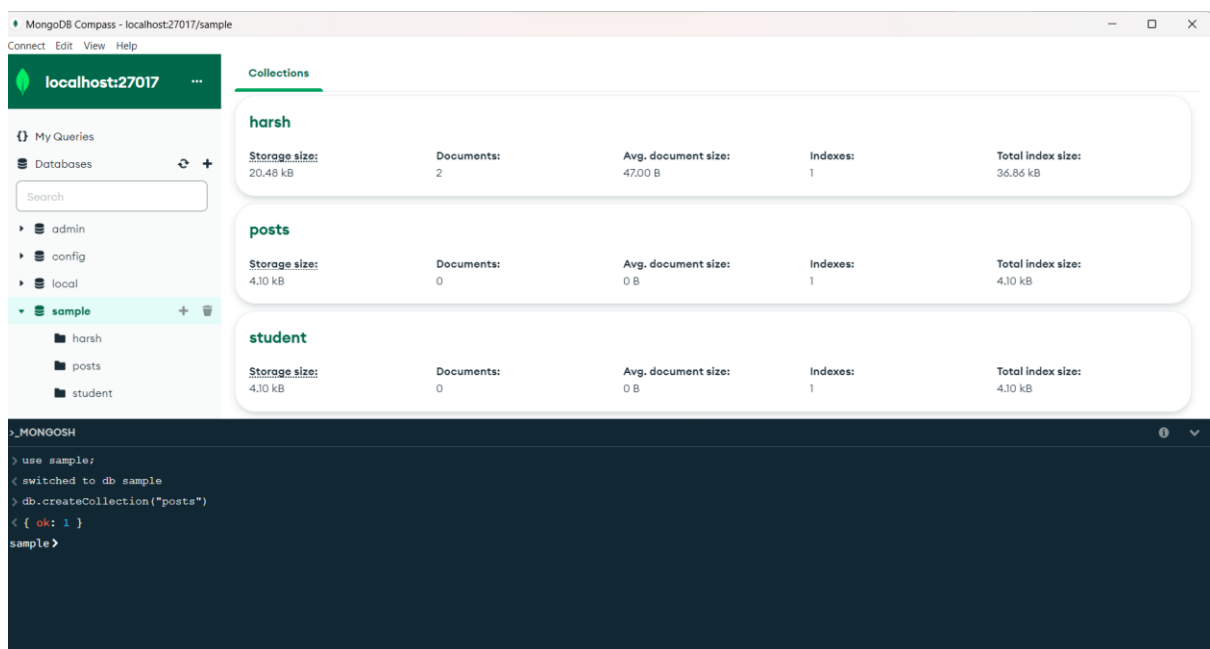 MongoDB Compass - localhost:27017/sample
Connect Edit View Help
localhost:27017 ...
{} My Queries
Databases
Search
admin
config
local
sample
harsh
posts
student
Collections
harsh
Storage size: Documents: Avg. document size: Indexes: Total index size:
20.48 kB 2 47.00 B 1 36.86 kB
posts
Storage size: Documents: Avg. document size: Indexes: Total index size:
4.10 kB 0 0 B 1 4.10 kB
student
Storage size: Documents: Avg. document size: Indexes: Total index size:
4.10 kB 0 0 B 1 4.10 kB
>_MONGOSH
> use sample;
< switched to db sample
> db.createCollection("posts")
< { ok: 1 }
sample>